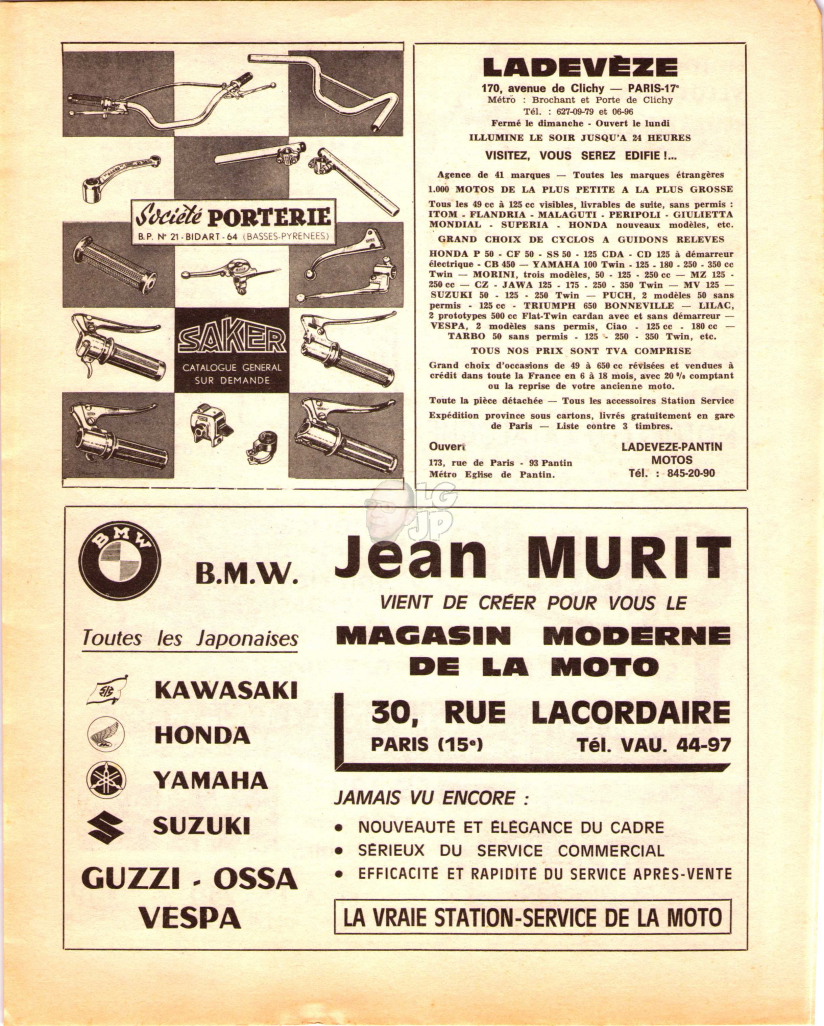 Société PORTERIE
B.P. N° 21 - BIDART - 64 (BASSES-PYRENEES)
SAKER
CATALOGUE GENERAL
SUR DEMANDE
LADEVÈZE
170, avenue de Clichy — PARIS-17e
Métro : Brochant et Porte de Clichy
Tél. : 627-09-79 et 06-96
Fermé le dimanche - Ouvert le lundi
ILLUMINE LE SOIR JUSQU'A 24 HEURES
VISITEZ, VOUS SEREZ EDIFIE !...
Agence de 41 marques — Toutes les marques étrangères
1.000 MOTOS DE LA PLUS PETITE A LA PLUS GROSSE
Tous les 49 cc à 125 cc visibles, livrables de suite, sans permis :
ITOM - FLANDRIA - MALAGUTI - PERIPOLI - GIULIETTA
MONDIAL - SUPERIA - HONDA nouveaux modèles, etc.
GRAND CHOIX DE CYCLOS A GUIDONS RELEVES
HONDA P 50 - CF 50 - SS 50 - 125 CDA - CD 125 à démarreur
électrique - CB 450 — YAMAHA 100 Twin - 125 - 180 - 250 - 350 cc
Twin — MORINI, trois modèles, 50 - 125 - 250 cc — MZ 125 -
250 cc — CZ - JAWA 125 - 175 - 250 - 350 Twin — MV 125 —
SUZUKI 50 - 125 - 250 Twin — PUCH, 2 modèles 50 sans
permis - 125 cc - TRIUMPH 650 BONNEVILLE — LILAC,
2 prototypes 500 cc Flat-Twin cardan avec et sans démarreur —
VESPA, 2 modèles sans permis, Ciao - 125 cc - 180 cc —
TARBO 50 sans permis - 125 - 250 - 350 Twin, etc.
TOUS NOS PRIX SONT TVA COMPRISE
Grand choix d'occasions de 49 à 650 cc révisées et vendues à
crédit dans toute la France en 6 à 18 mois, avec 20 % comptant
ou la reprise de votre ancienne moto.
Toute la pièce détachée — Tous les accessoires Station Service
Expédition province sous cartons, livrés gratuitement en gare
de Paris — Liste contre 3 timbres.
Ouvert
173, rue de Paris - 93 Pantin
Métro Eglise de Pantin.
LADEVEZE-PANTIN
MOTOS
Tél. : 845-20-90
LG
JP
BMW
B.M.W.
Toutes les Japonaises
KAWASAKI
HONDA
YAMAHA
SUZUKI
GUZZI - OSSA
VESPA
Jean MURIT
VIENT DE CRÉER POUR VOUS LE
MAGASIN MODERNE
DE LA MOTO
30, RUE LACORDAIRE
PARIS (15e) Tél. VAU. 44-97
JAMAIS VU ENCORE :
• NOUVEAUTÉ ET ÉLÉGANCE DU CADRE
• SÉRIEUX DU SERVICE COMMERCIAL
• EFFICACITÉ ET RAPIDITÉ DU SERVICE APRÈS-VENTE
LA VRAIE STATION-SERVICE DE LA MOTO